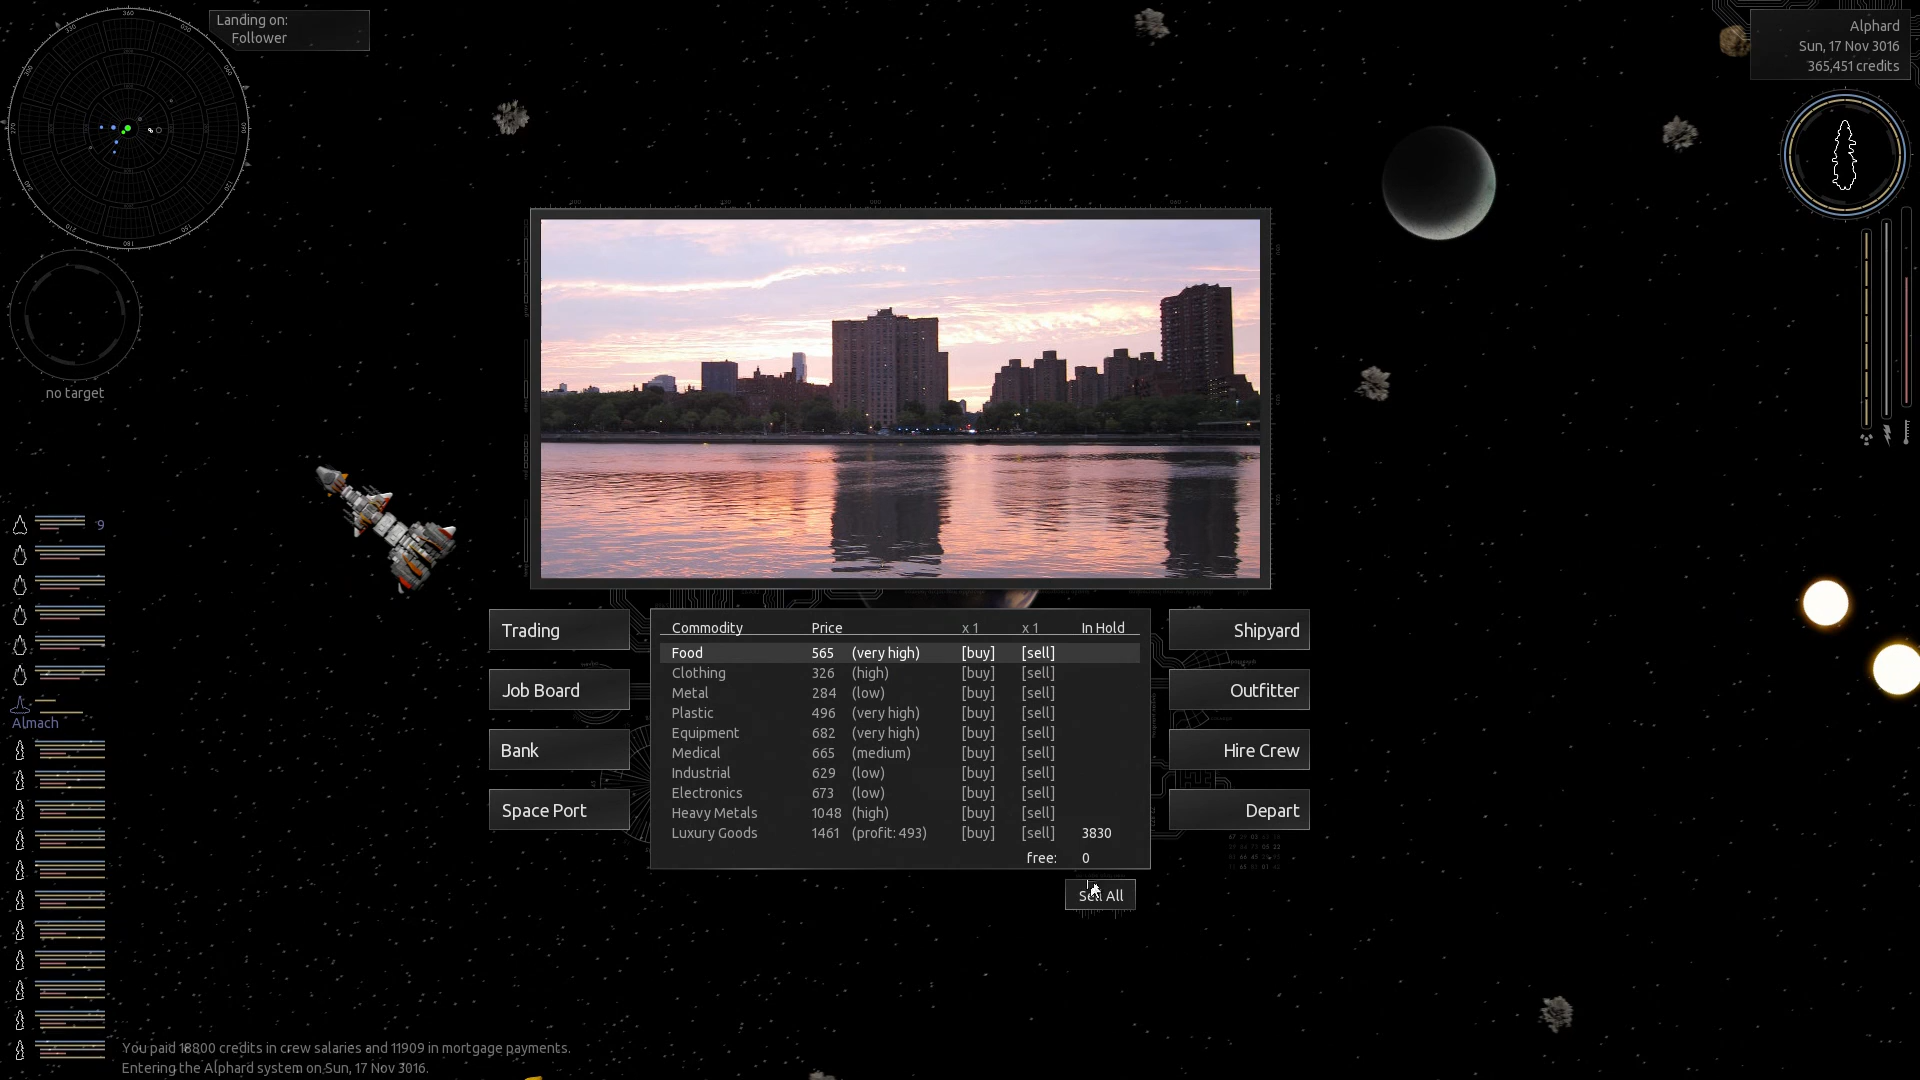 Landing on:
Follower
Alphard
Sun, 17 Nov 3016
365,451 credits
no target
9
Almach
Trading
Job Board
Bank
Space Port
Commodity Price x 1 x 1 In Hold
Food 565 (very high) [buy] [sell]
Clothing 326 (high) [buy] [sell]
Metal 284 (low) [buy] [sell]
Plastic 496 (very high) [buy] [sell]
Equipment 682 (very high) [buy] [sell]
Medical 665 (medium) [buy] [sell]
Industrial 629 (low) [buy] [sell]
Electronics 673 (low) [buy] [sell]
Heavy Metals 1048 (high) [buy] [sell]
Luxury Goods 1461 (profit: 493) [buy] [sell] 3830
free: 0
Sell All
Shipyard
Outfitter
Hire Crew
Depart
You paid 18800 credits in crew salaries and 11909 in mortgage payments.
Entering the Alphard system on Sun, 17 Nov 3016.